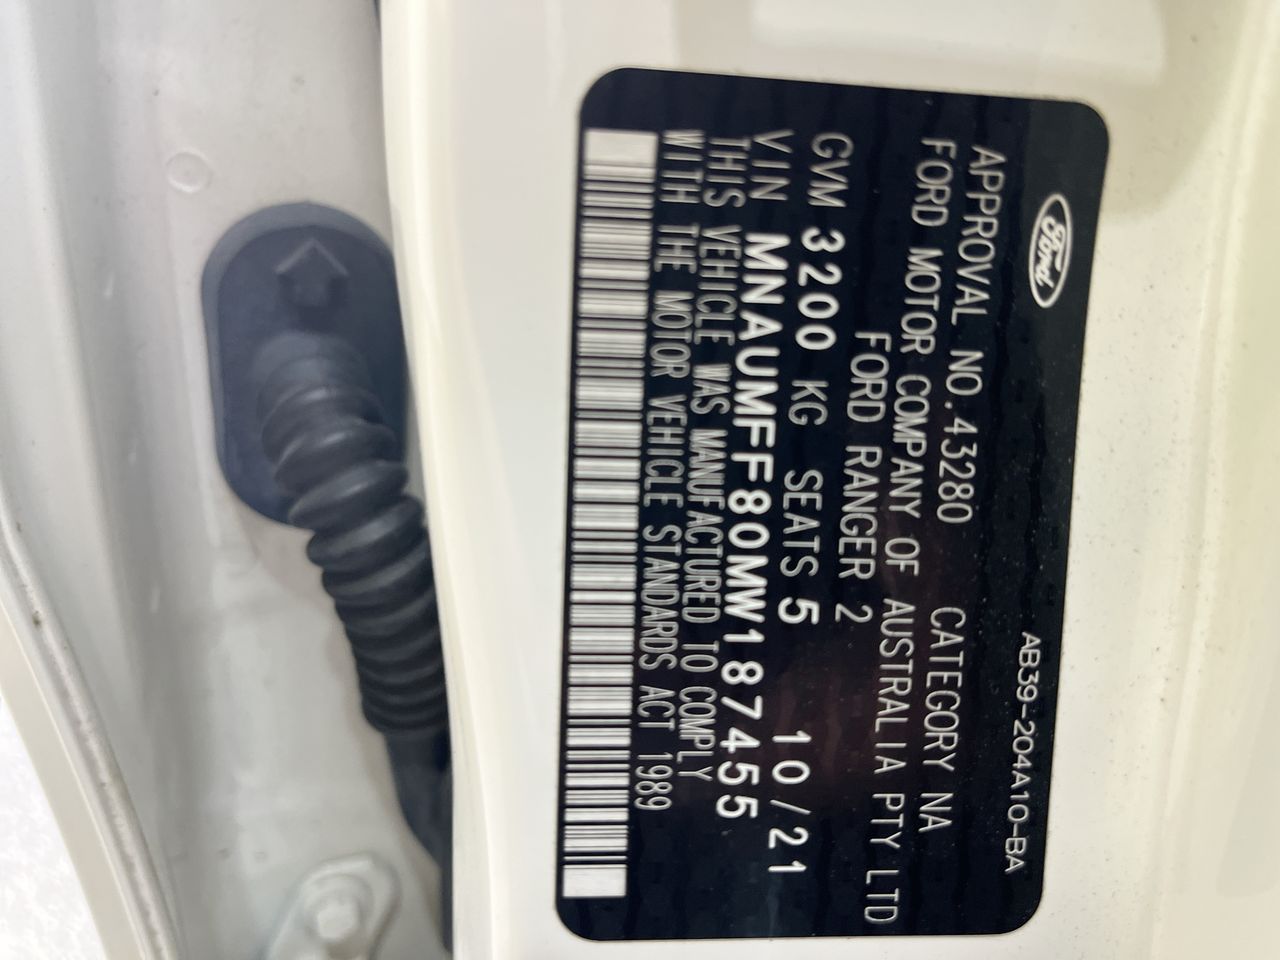 Ford
AB39-204A10-BA
APPROVAL NO.43280 CATEGORY NA
FORD MOTOR COMPANY OF AUSTRALIA PTY LTD
FORD RANGER 2
GVM 3200 KG SEATS 5 10/21
VIN MNAUMFF80MW187455
THIS VEHICLE WAS MANUFACTURED TO COMPLY
WITH THE MOTOR VEHICLE STANDARDS ACT 1989